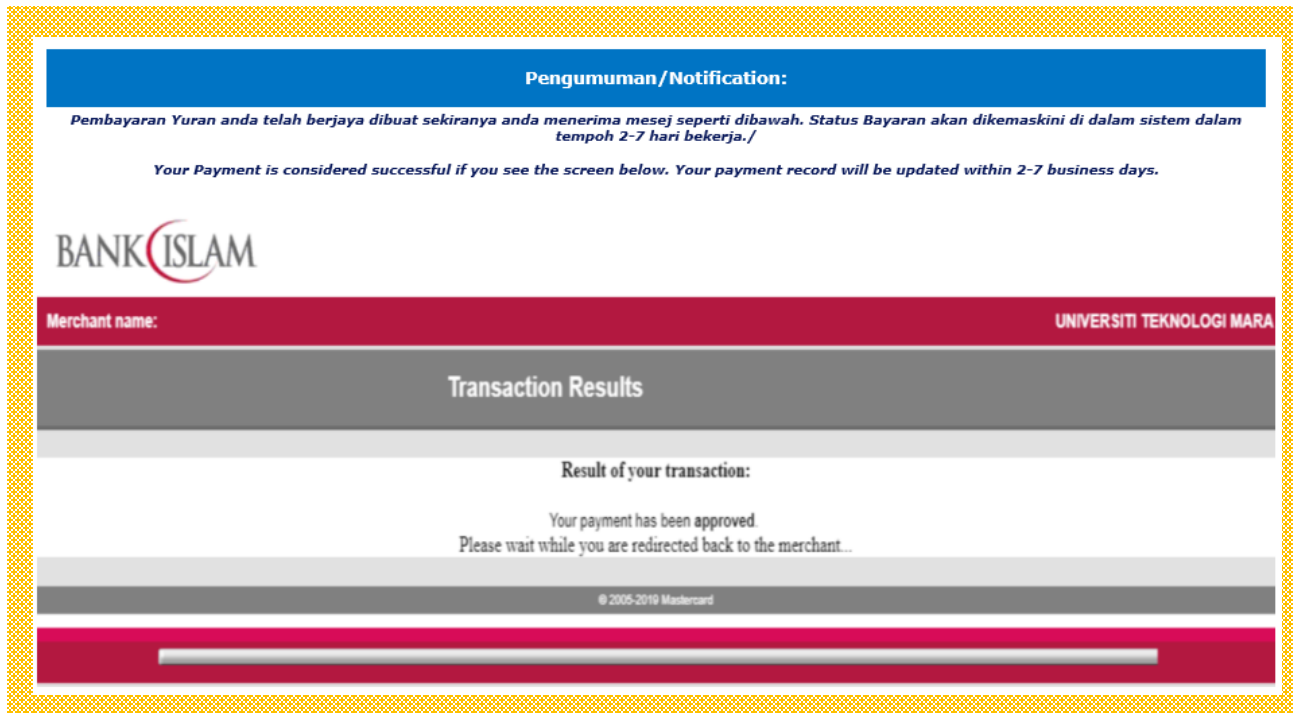 Pengumuman/Notification:
Pembayaran Yuran anda telah berjaya dibuat sekiranya anda menerima mesej seperti dibawah. Status Bayaran akan dikemaskini di dalam sistem dalam
tempoh 2-7 hari bekerja./
Your Payment is considered successful if you see the screen below. Your payment record will be updated within 2-7 business days.
BANK ISLAM
Merchant name: UNIVERSITI TEKNOLOGI MARA
Transaction Results
Result of your transaction:
Your payment has been approved.
Please wait while you are redirected back to the merchant...
© 2005-2019 Mastercard